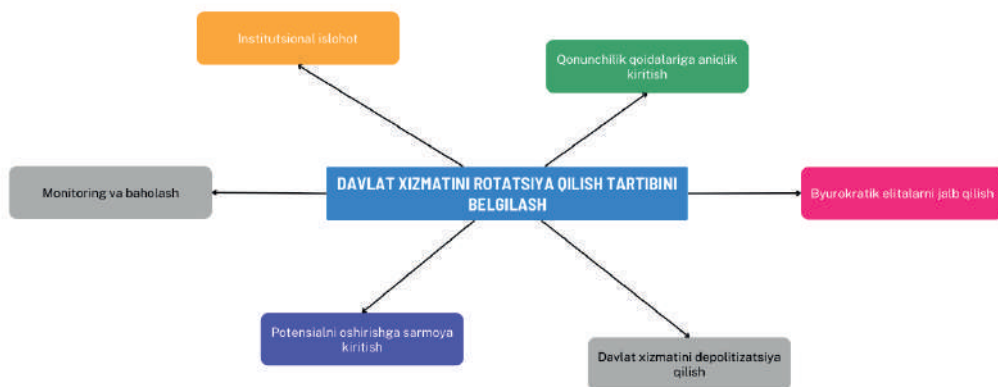 Institutsional islohot
Qonunchilik qoidalariga aniqlik
kiritish
DAVLAT XIZMATINI ROTATSIYA QILISH TARTIBINI
BELGILASH
Monitoring va baholash
Byurokratik elitalarni jalb qilish
Potensialni oshirishga sarmoya
kiritish
Davlat xizmatini depolitizatsiya
qilish